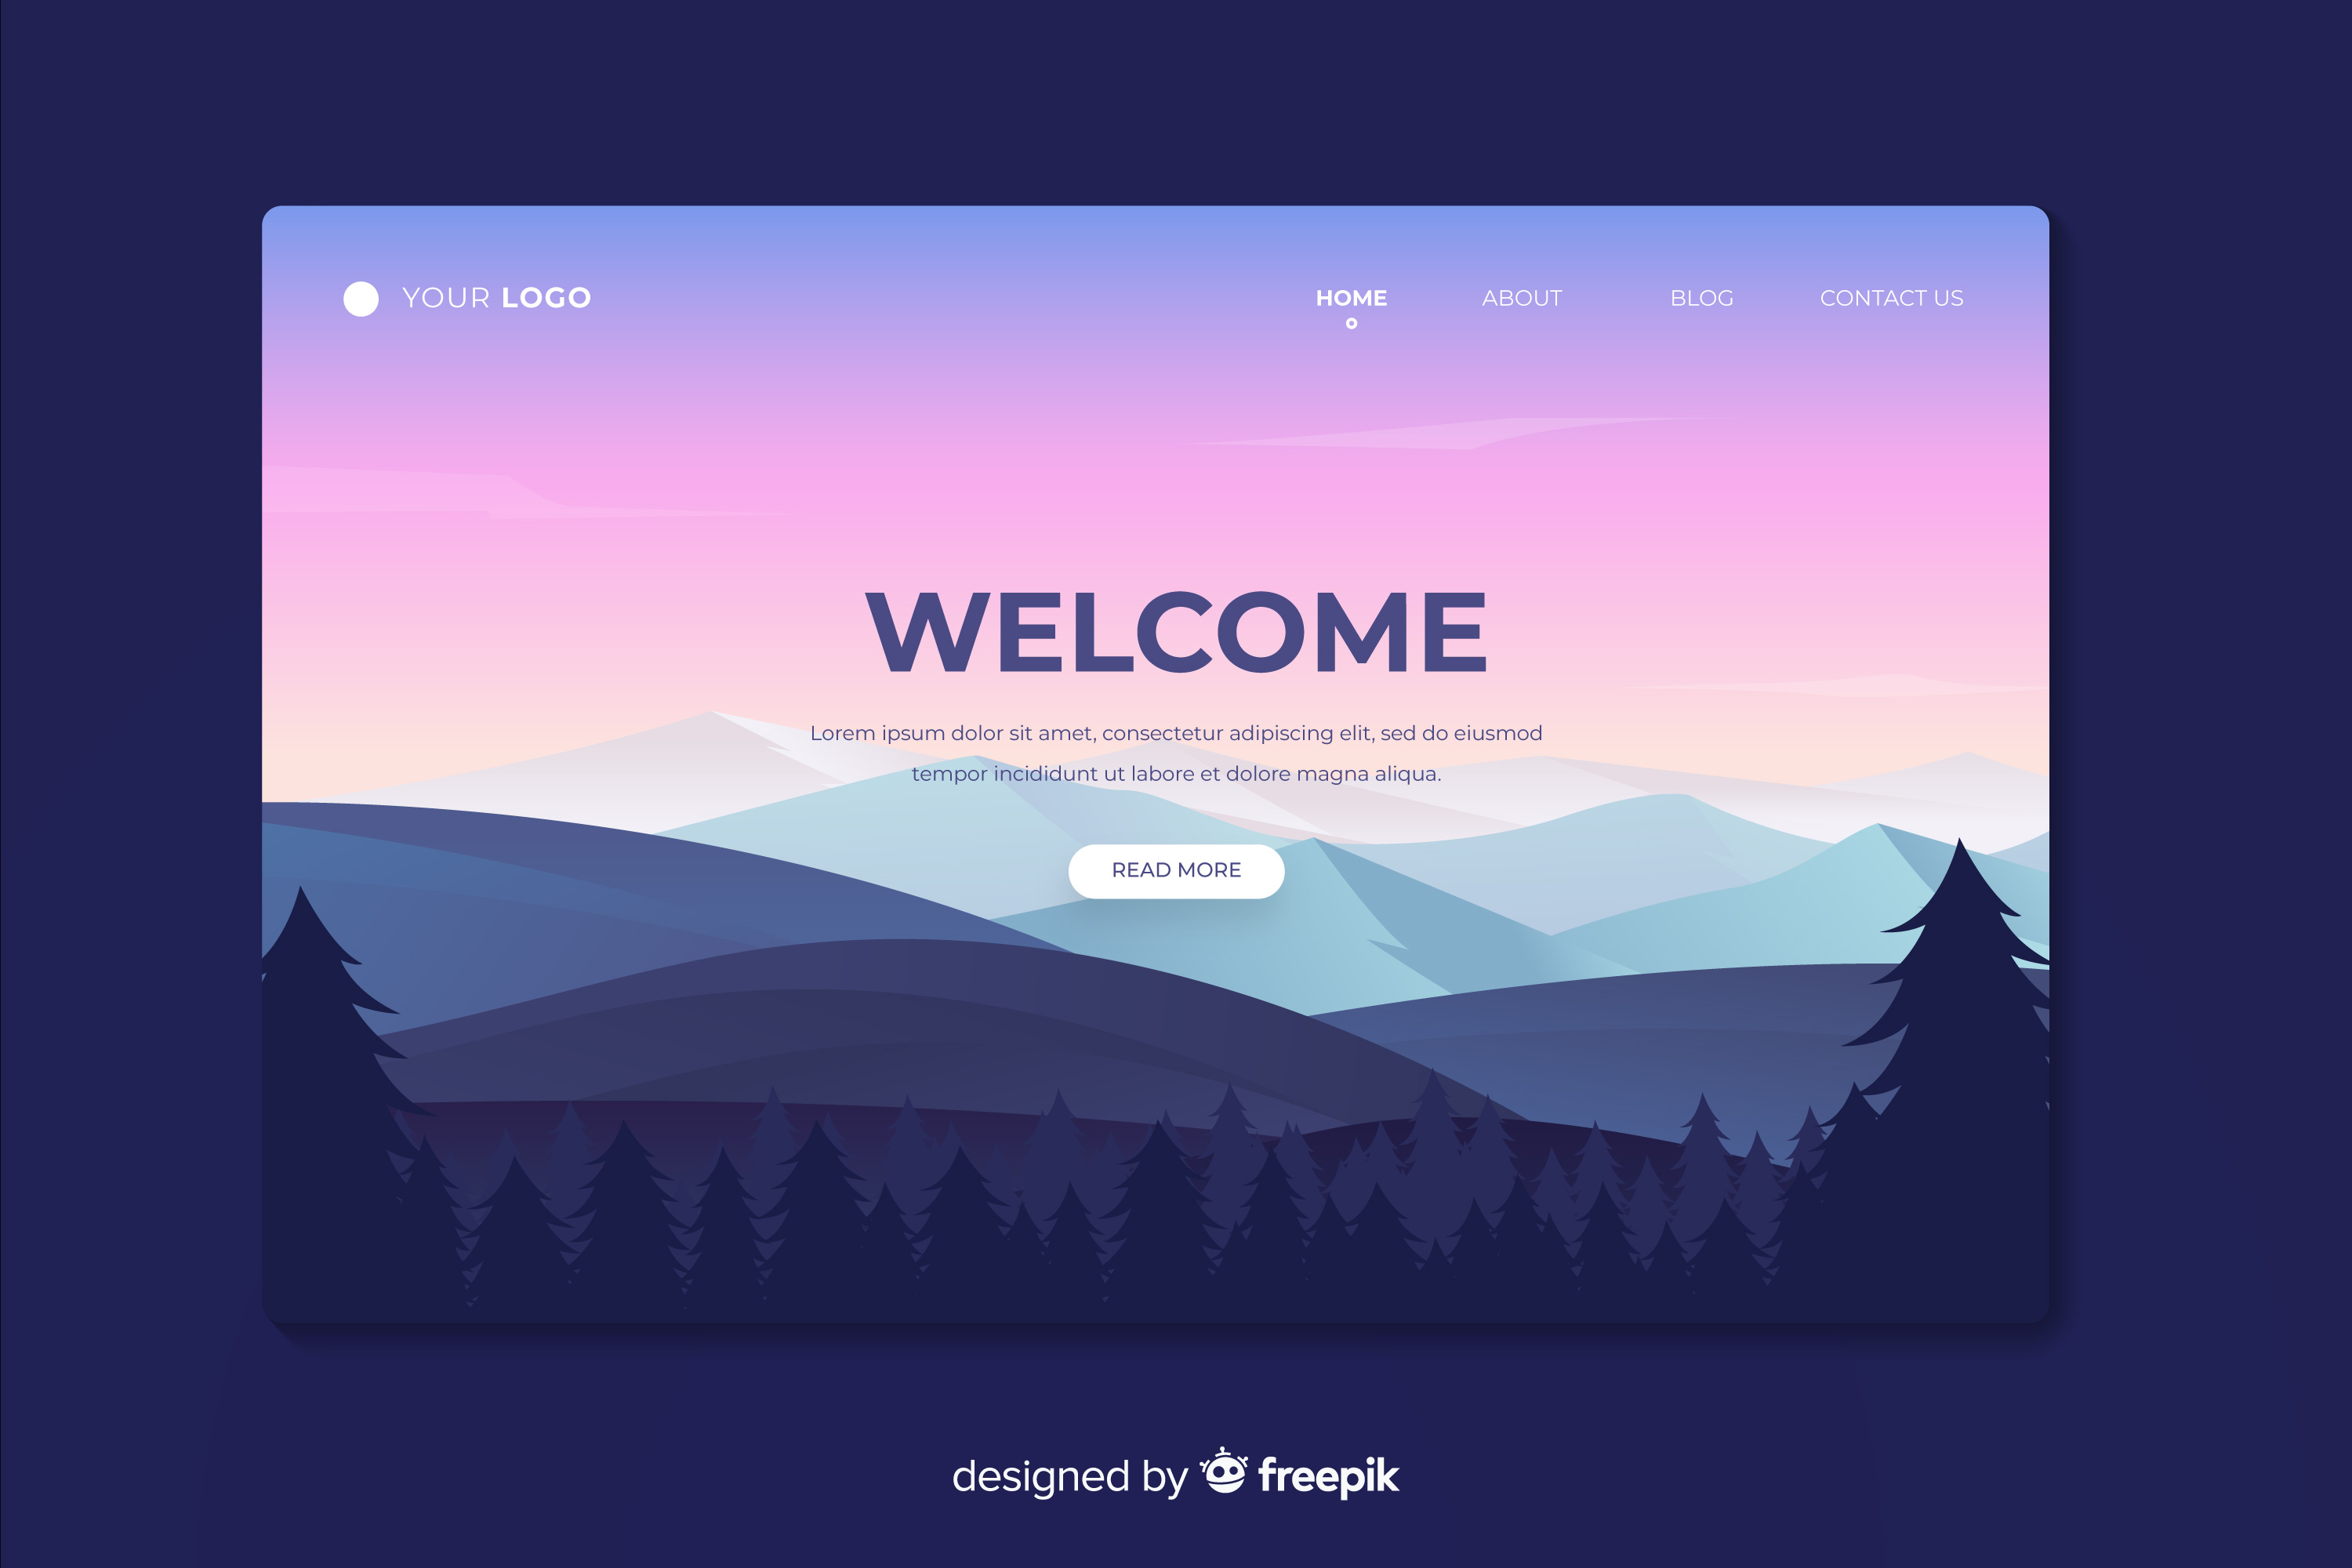 YOUR LOGO
HOME ABOUT BLOG CONTACT US
WELCOME
Lorem ipsum dolor sit amet, consectetur adipiscing elit, sed do eiusmod
tempor incididunt ut labore et dolore magna aliqua.
READ MORE
designed by freepik